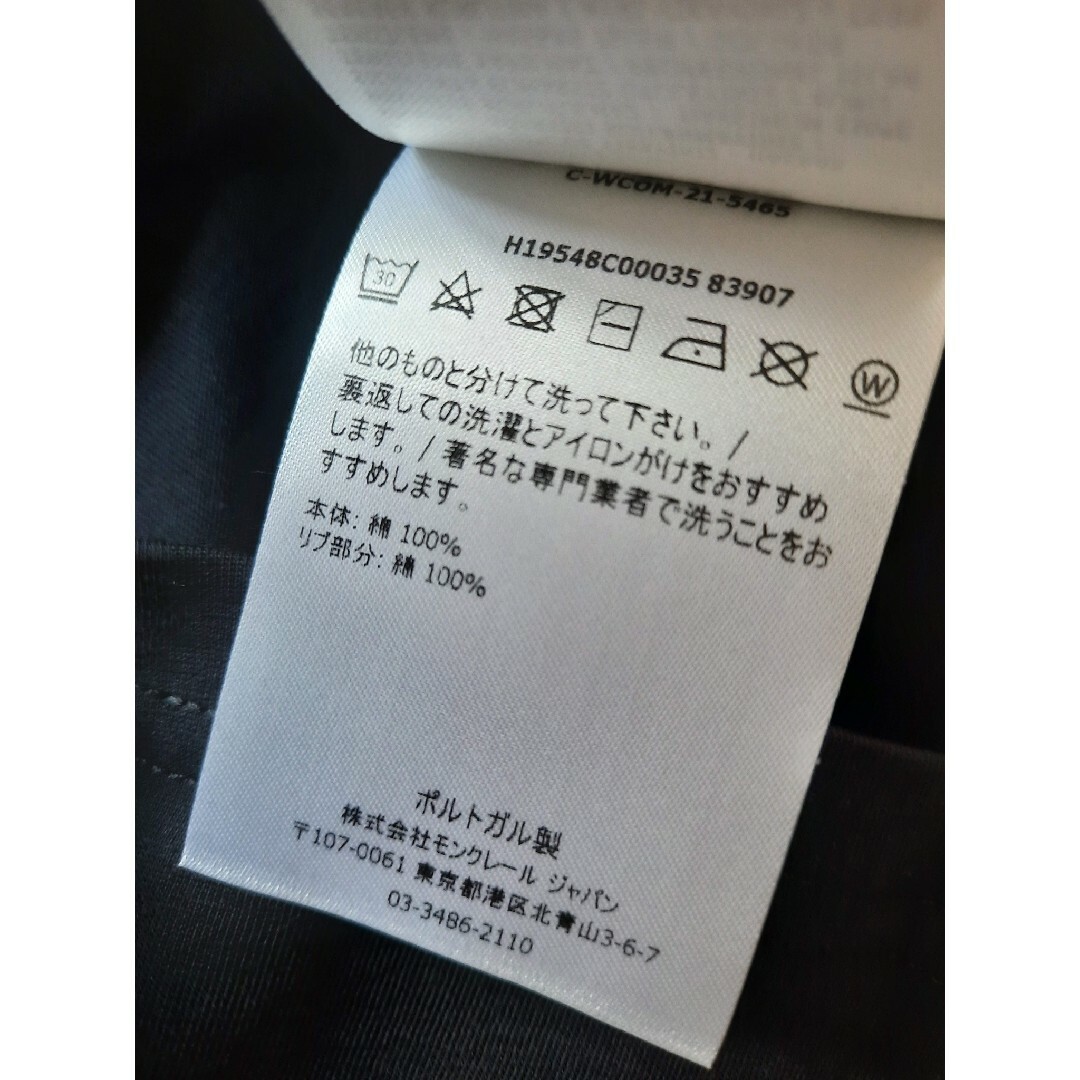 C-WCOM-21-5465
H19548C00035 83907
30
W
他のものと分けて洗って下さい。/
裏返しての洗濯とアイロンがけをおすすめ
します。/ 著名な専門業者で洗うことをお
すすめします。
本体: 綿 100%
リブ部分: 綿 100%
ポルトガル製
株式会社モンクレール ジャパン
〒107-0061 東京都港区北青山3-6-7
03-3486-2110